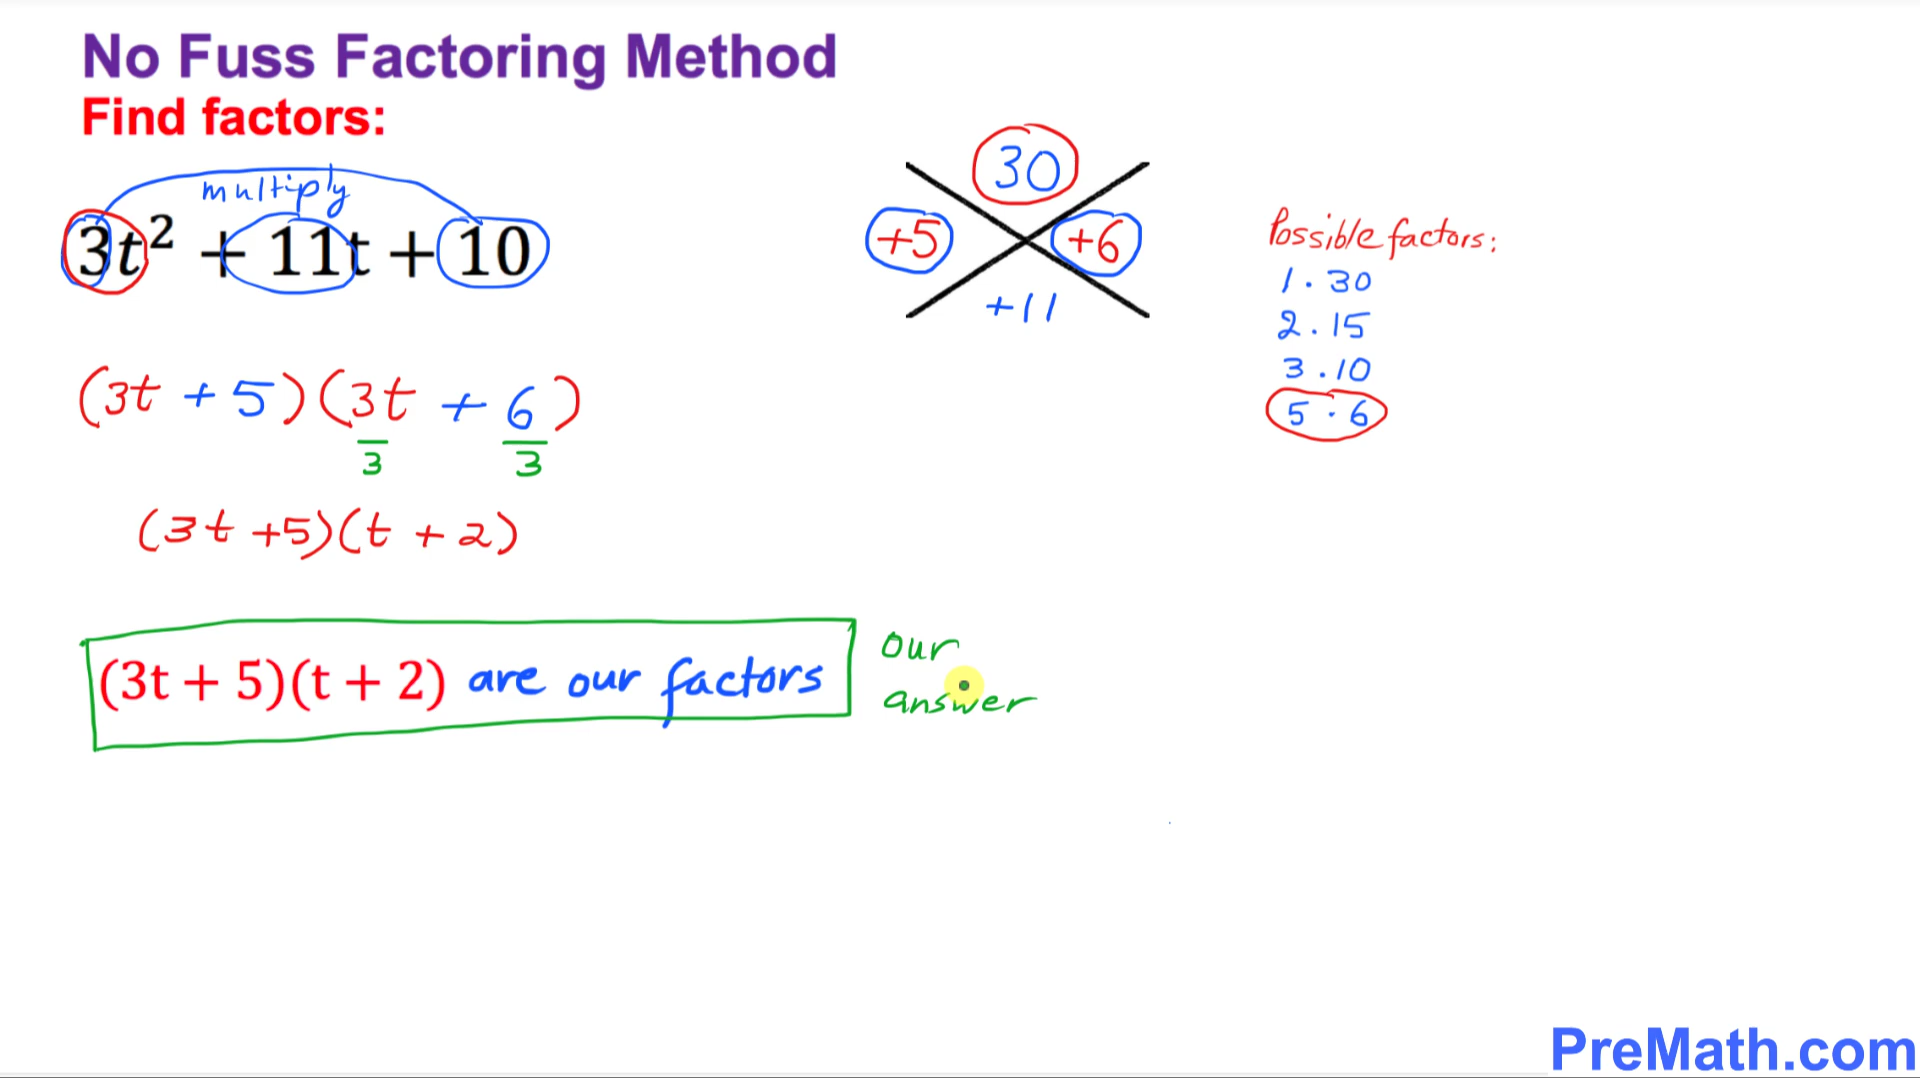 No Fuss Factoring Method
Find factors:
multiply
3t² + 11t + 10
30
+5 +6
+11
Possible factors:
1 . 30
2 . 15
3 . 10
5 . 6
(3t + 5)(3t + 6)
3 3
(3t +5)(t + 2)
(3t + 5)(t + 2) are our factors
our
answer
PreMath.com